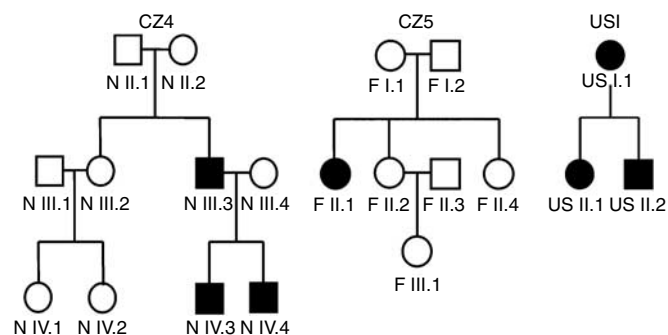 CZ4 CZ5 USI
N II.1 N II.2 F I.1 F I.2 US I.1
N III.1 N III.2 N III.3 N III.4 F II.1 F II.2 F II.3 F II.4 US II.1 US II.2
F III.1
N IV.1 N IV.2 N IV.3 N IV.4